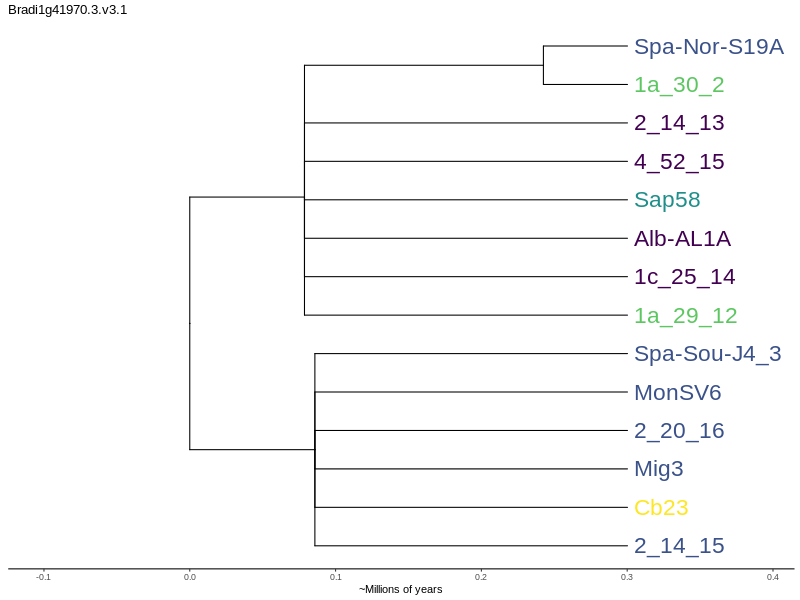 Bradi1g41970.3.v3.1
Spa-Nor-S19A
1a_30_2
2_14_13
4_52_15
Sap58
Alb-AL1A
1c_25_14
1a_29_12
Spa-Sou-J4_3
MonSV6
2_20_16
Mig3
Cb23
2_14_15
-0.1 0.0 0.1 0.2 0.3 0.4
~Millions of years